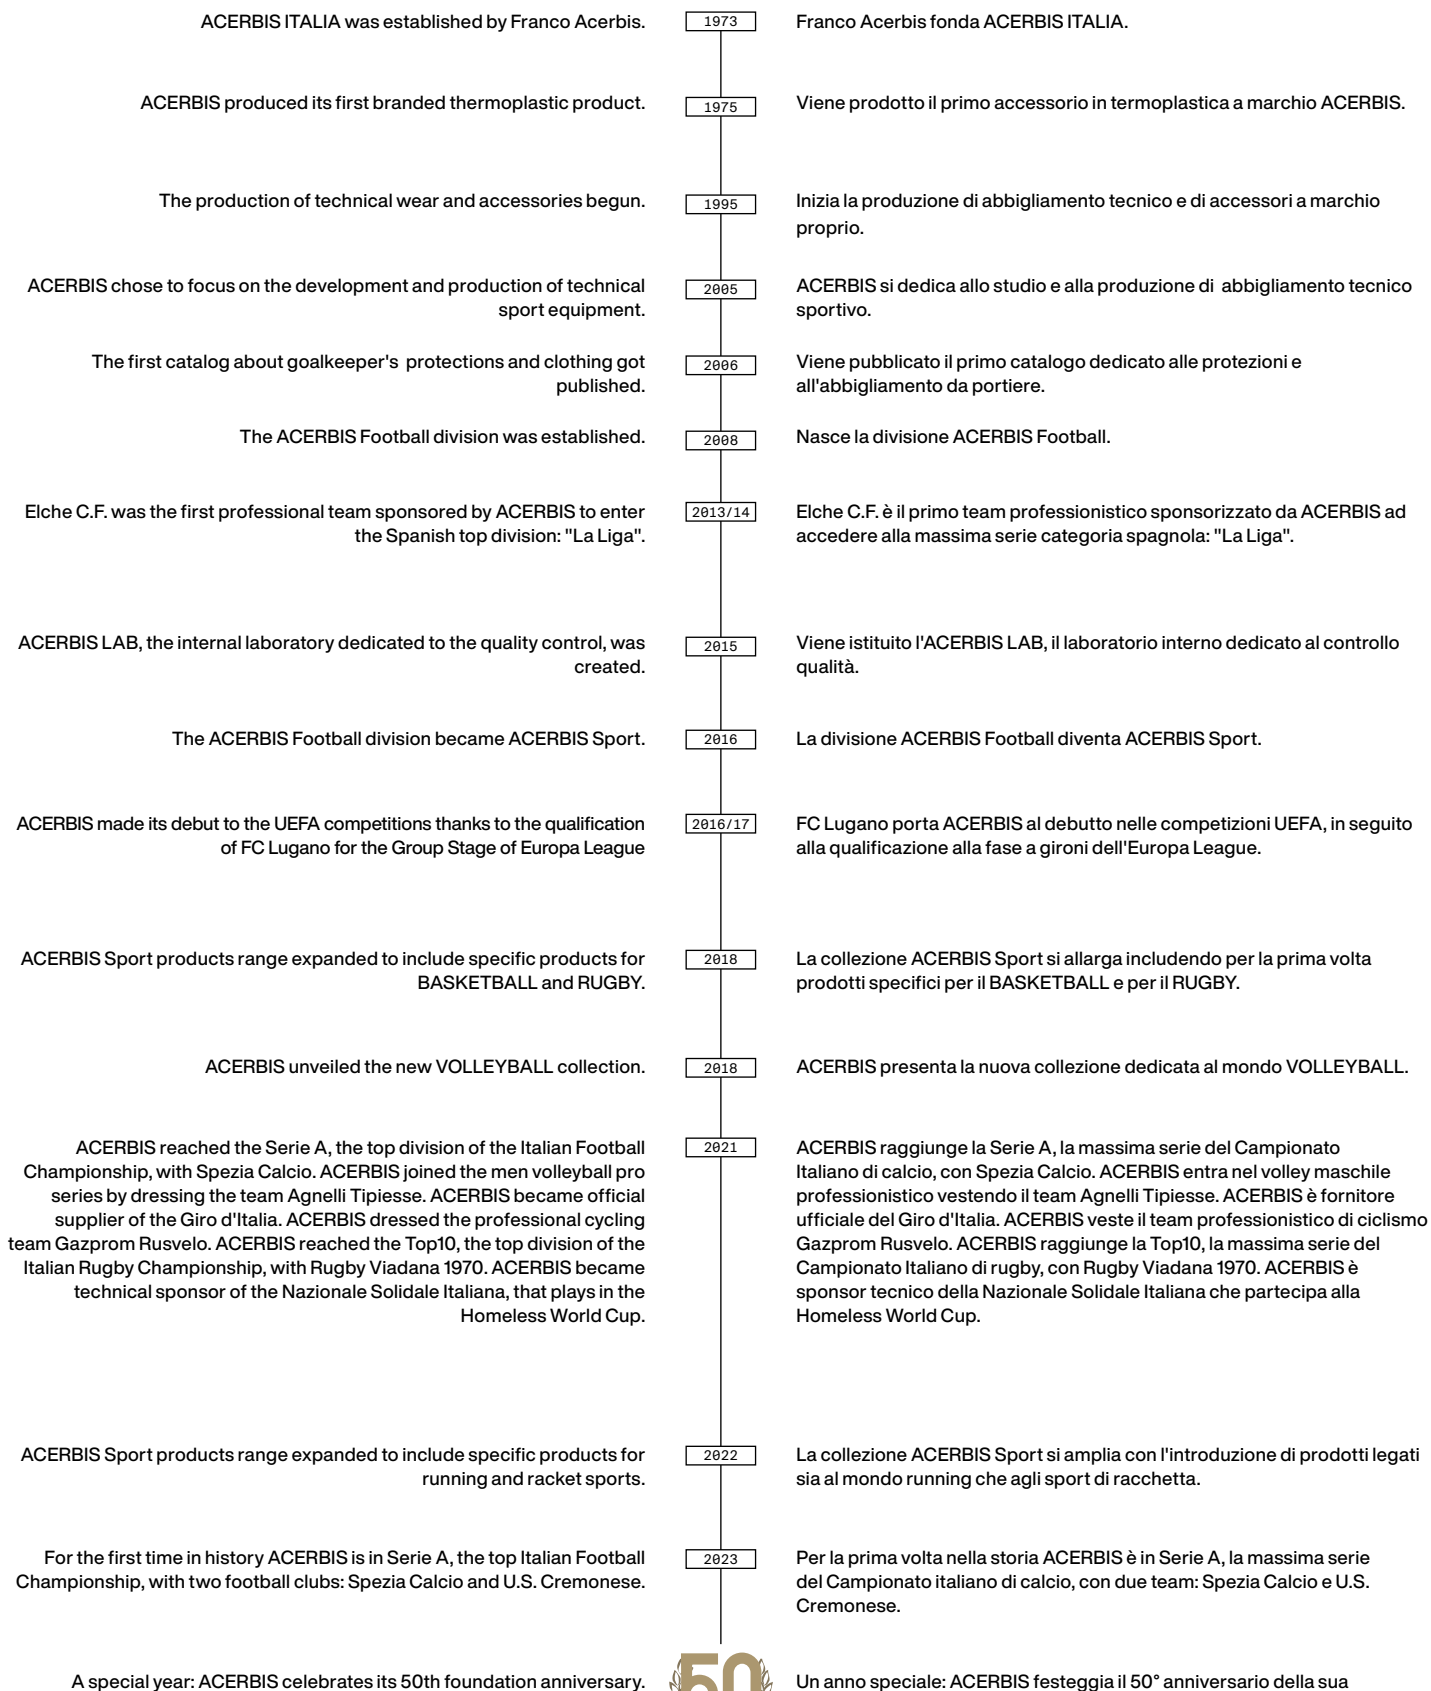 ACERBIS ITALIA was established by Franco Acerbis.
1973
Franco Acerbis fonda ACERBIS ITALIA.
ACERBIS produced its first branded thermoplastic product.
1975
Viene prodotto il primo accessorio in termoplastica a marchio ACERBIS.
The production of technical wear and accessories begun.
1995
Inizia la produzione di abbigliamento tecnico e di accessori a marchio
proprio.
ACERBIS chose to focus on the development and production of technical
sport equipment.
2005
ACERBIS si dedica allo studio e alla produzione di abbigliamento tecnico
sportivo.
The first catalog about goalkeeper's protections and clothing got
published.
2006
Viene pubblicato il primo catalogo dedicato alle protezioni e
all'abbigliamento da portiere.
The ACERBIS Football division was established.
2008
Nasce la divisione ACERBIS Football.
Elche C.F. was the first professional team sponsored by ACERBIS to enter
the Spanish top division: "La Liga".
2013/14
Elche C.F. è il primo team professionistico sponsorizzato da ACERBIS ad
accedere alla massima serie categoria spagnola: "La Liga".
ACERBIS LAB, the internal laboratory dedicated to the quality control, was
created.
2015
Viene istituito l'ACERBIS LAB, il laboratorio interno dedicato al controllo
qualità.
The ACERBIS Football division became ACERBIS Sport.
2016
La divisione ACERBIS Football diventa ACERBIS Sport.
ACERBIS made its debut to the UEFA competitions thanks to the qualification
of FC Lugano for the Group Stage of Europa League
2016/17
FC Lugano porta ACERBIS al debutto nelle competizioni UEFA, in seguito
alla qualificazione alla fase a gironi dell'Europa League.
ACERBIS Sport products range expanded to include specific products for
BASKETBALL and RUGBY.
2018
La collezione ACERBIS Sport si allarga includendo per la prima volta
prodotti specifici per il BASKETBALL e per il RUGBY.
ACERBIS unveiled the new VOLLEYBALL collection.
2018
ACERBIS presenta la nuova collezione dedicata al mondo VOLLEYBALL.
ACERBIS reached the Serie A, the top division of the Italian Football
Championship, with Spezia Calcio. ACERBIS joined the men volleyball pro
series by dressing the team Agnelli Tipiesse. ACERBIS became official
supplier of the Giro d'Italia. ACERBIS dressed the professional cycling
team Gazprom Rusvelo. ACERBIS reached the Top10, the top division of the
Italian Rugby Championship, with Rugby Viadana 1970. ACERBIS became
technical sponsor of the Nazionale Solidale Italiana, that plays in the
Homeless World Cup.
2021
ACERBIS raggiunge la Serie A, la massima serie del Campionato
Italiano di calcio, con Spezia Calcio. ACERBIS entra nel volley maschile
professionistico vestendo il team Agnelli Tipiesse. ACERBIS è fornitore
ufficiale del Giro d'Italia. ACERBIS veste il team professionistico di ciclismo
Gazprom Rusvelo. ACERBIS raggiunge la Top10, la massima serie del
Campionato Italiano di rugby, con Rugby Viadana 1970. ACERBIS è
sponsor tecnico della Nazionale Solidale Italiana che partecipa alla
Homeless World Cup.
ACERBIS Sport products range expanded to include specific products for
running and racket sports.
2022
La collezione ACERBIS Sport si amplia con l'introduzione di prodotti legati
sia al mondo running che agli sport di racchetta.
For the first time in history ACERBIS is in Serie A, the top Italian Football
Championship, with two football clubs: Spezia Calcio and U.S. Cremonese.
2023
Per la prima volta nella storia ACERBIS è in Serie A, la massima serie
del Campionato italiano di calcio, con due team: Spezia Calcio e U.S.
Cremonese.
A special year: ACERBIS celebrates its 50th foundation anniversary.
50
Un anno speciale: ACERBIS festeggia il 50° anniversario della sua